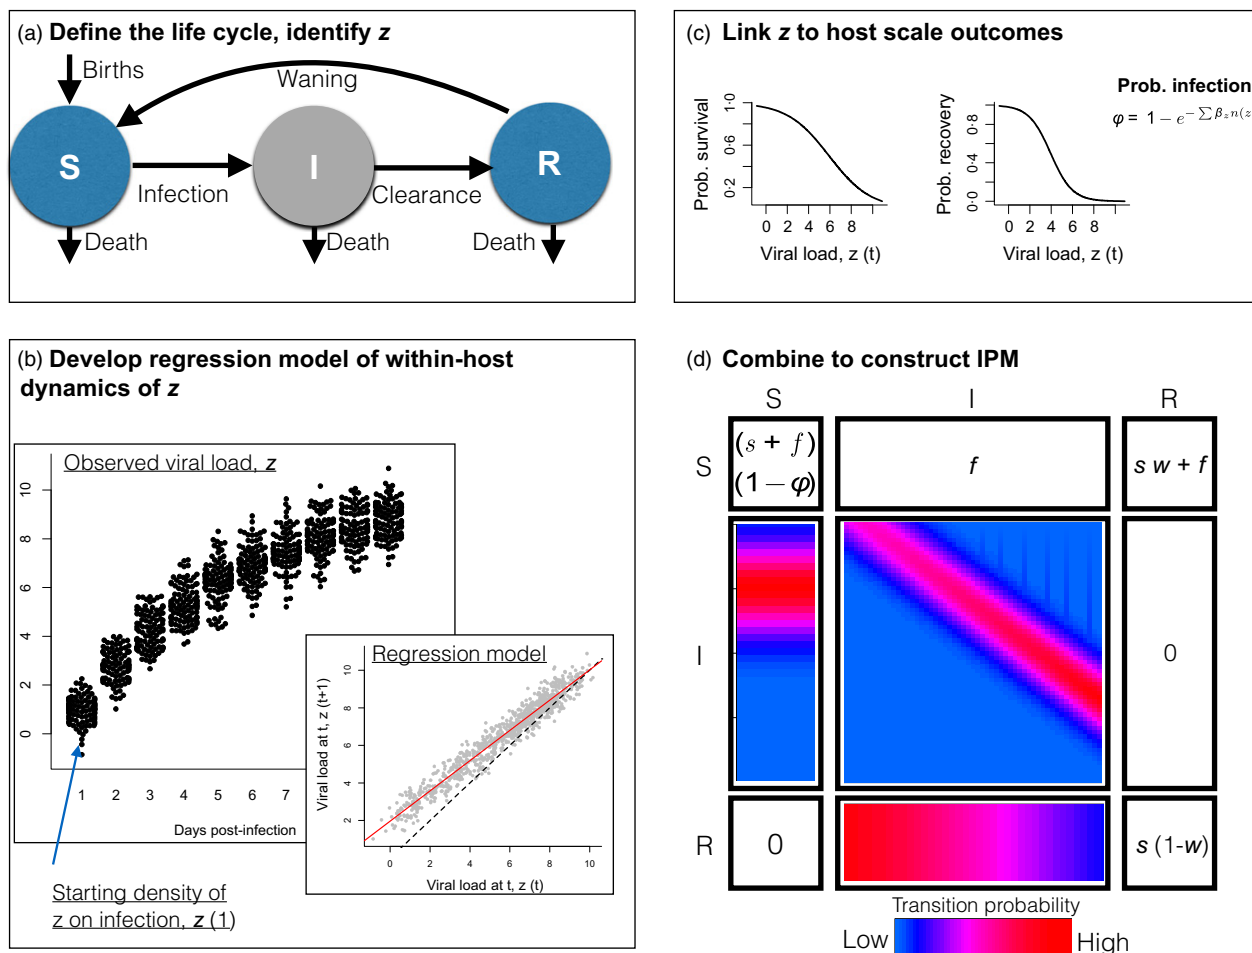 (a) Define the life cycle, identify z
Births
Waning
S
I
R
Infection
Clearance
Death
Death
Death
(b) Develop regression model of within-host
dynamics of z
Observed viral load, z
10
8
6
4
2
0
1 2 3 4 5 6 7
Days post-infection
Starting density of
z on infection, z (1)
Regression model
Viral load at t, z (t+1)
10
8
6
4
2
0 2 4 6 8 10
Viral load at t, z (t)
(c) Link z to host scale outcomes
Prob. survival
1·0
0·6
0·2
0 2 4 6 8
Viral load, z (t)
Prob. recovery
0·8
0·4
0·0
0 2 4 6 8
Viral load, z (t)
Prob. infection
φ = 1 − e^{− ∑ β_z n(z
(d) Combine to construct IPM
S I R
S
(s + f)
(1 − φ)
f
s w + f
I
0
R
0
s (1-w)
Transition probability
Low High